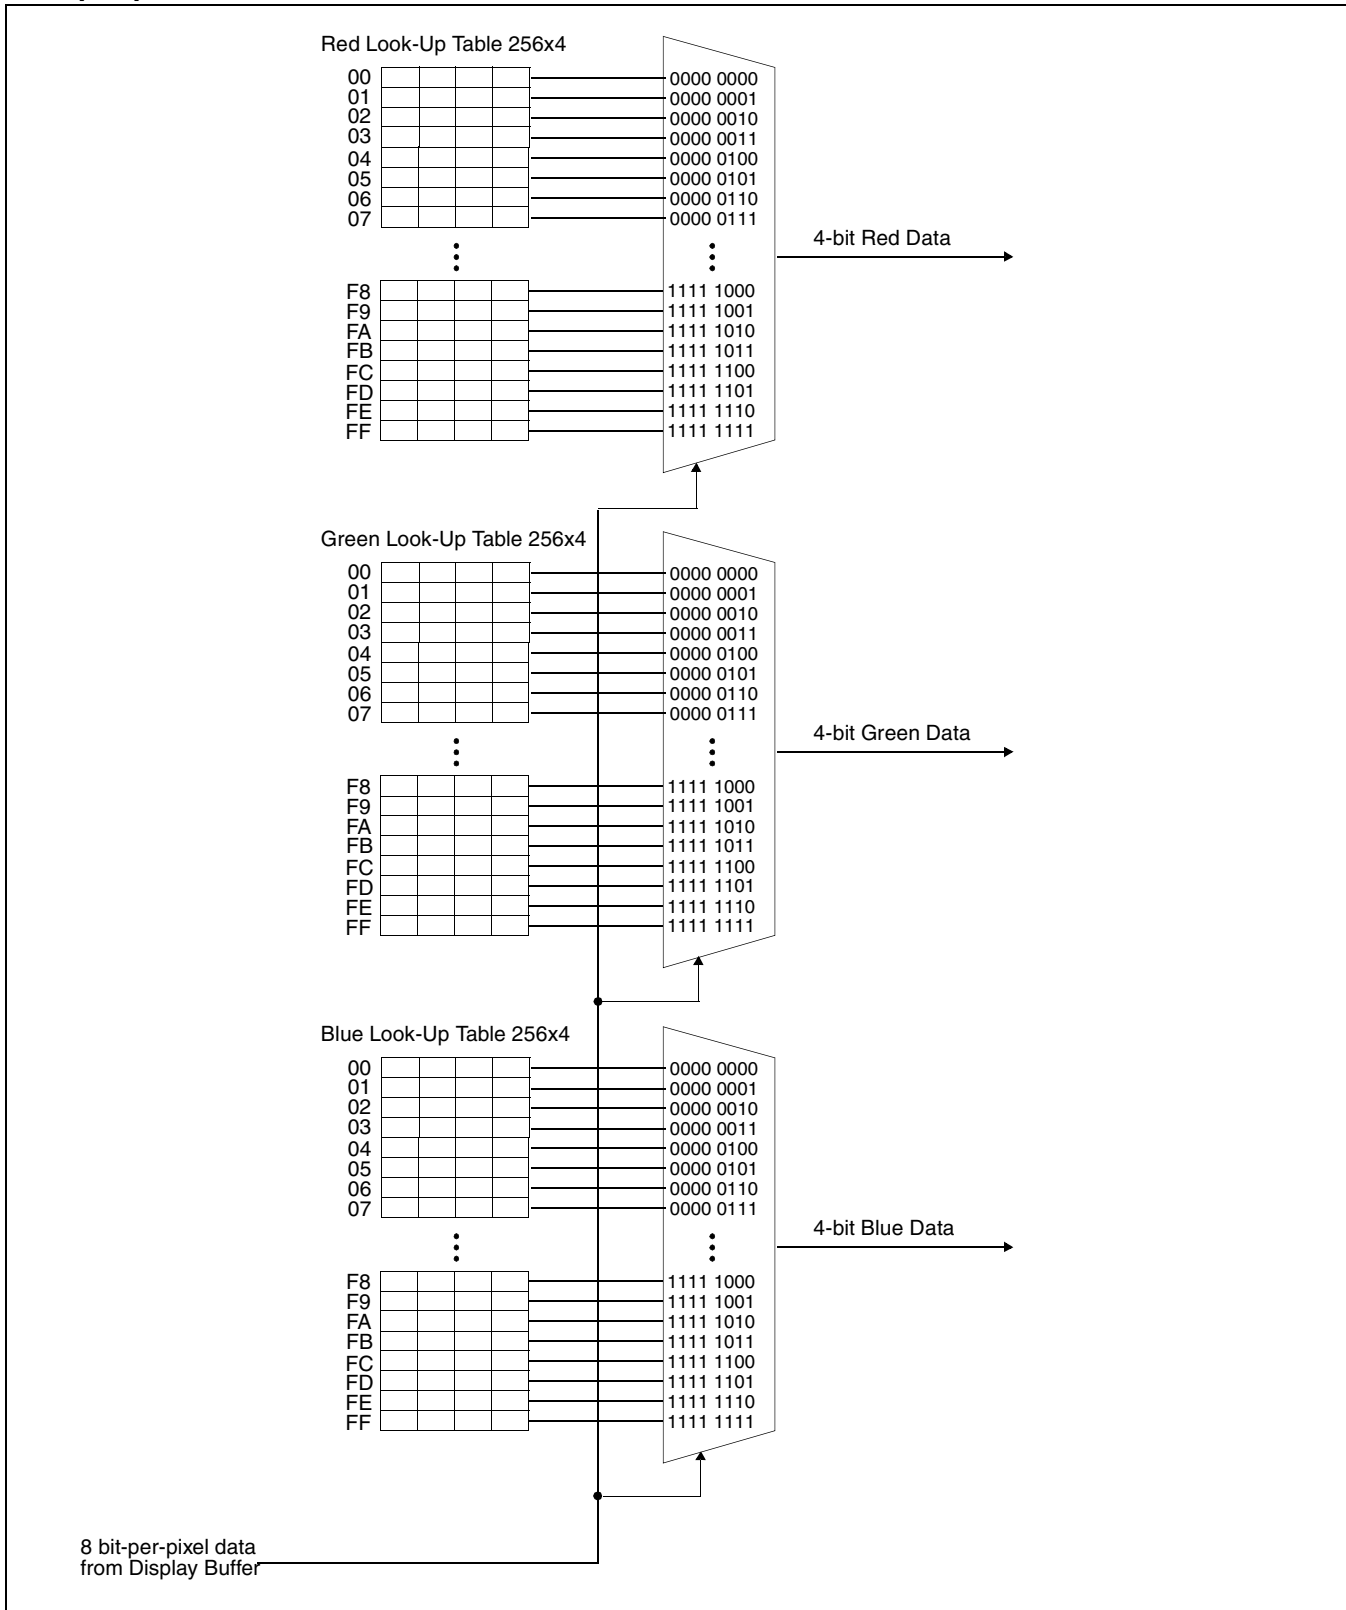 Red Look-Up Table 256x4
00 0000 0000
01 0000 0001
02 0000 0010
03 0000 0011
04 0000 0100
05 0000 0101
06 0000 0110
07 0000 0111
4-bit Red Data
F8 1111 1000
F9 1111 1001
FA 1111 1010
FB 1111 1011
FC 1111 1100
FD 1111 1101
FE 1111 1110
FF 1111 1111
Green Look-Up Table 256x4
00 0000 0000
01 0000 0001
02 0000 0010
03 0000 0011
04 0000 0100
05 0000 0101
06 0000 0110
07 0000 0111
4-bit Green Data
F8 1111 1000
F9 1111 1001
FA 1111 1010
FB 1111 1011
FC 1111 1100
FD 1111 1101
FE 1111 1110
FF 1111 1111
Blue Look-Up Table 256x4
00 0000 0000
01 0000 0001
02 0000 0010
03 0000 0011
04 0000 0100
05 0000 0101
06 0000 0110
07 0000 0111
4-bit Blue Data
F8 1111 1000
F9 1111 1001
FA 1111 1010
FB 1111 1011
FC 1111 1100
FD 1111 1101
FE 1111 1110
FF 1111 1111
8 bit-per-pixel data
from Display Buffer